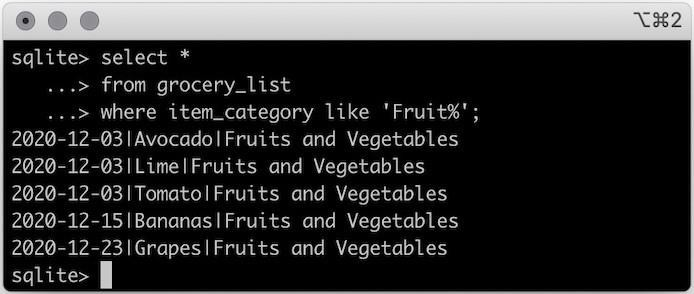 ⌥⌘2
sqlite> select *
   ...> from grocery_list
   ...> where item_category like 'Fruit%';
2020-12-03|Avocado|Fruits and Vegetables
2020-12-03|Lime|Fruits and Vegetables
2020-12-03|Tomato|Fruits and Vegetables
2020-12-15|Bananas|Fruits and Vegetables
2020-12-23|Grapes|Fruits and Vegetables
sqlite>